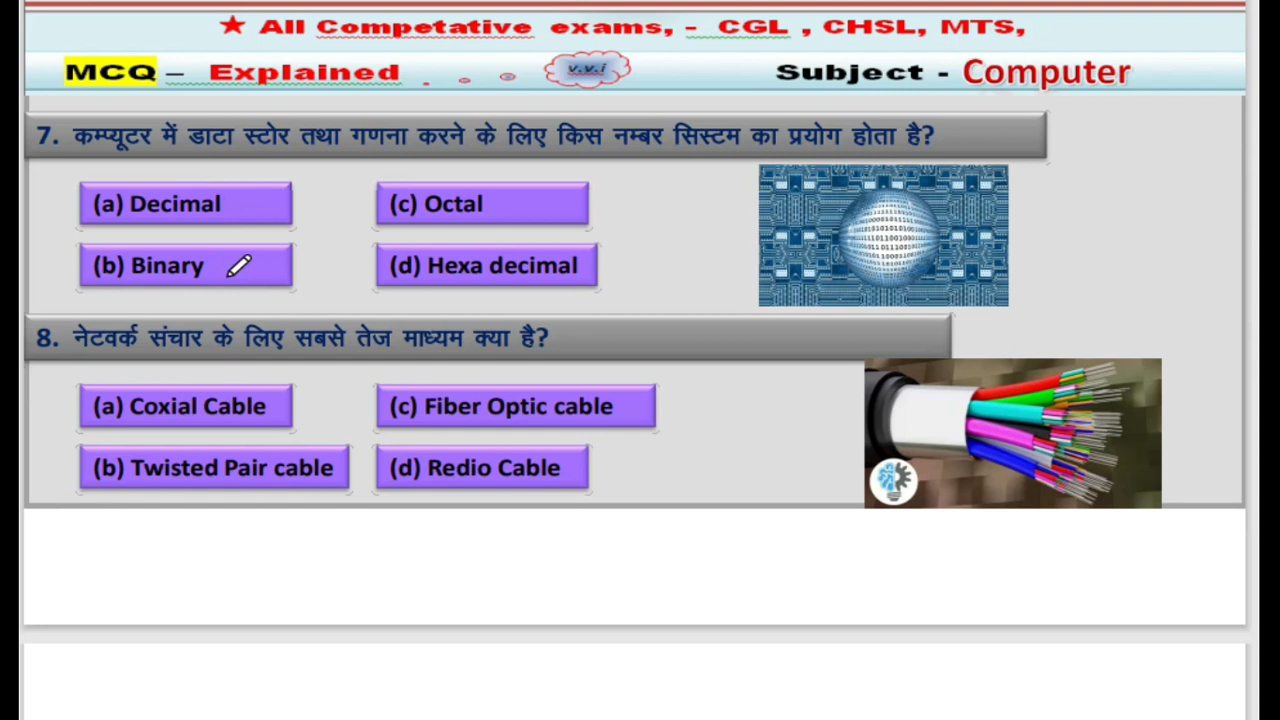 ★ All Competative exams, - CGL , CHSL, MTS,
MCQ – Explained . . . v.v.i Subject - Computer
7. कम्प्यूटर में डाटा स्टोर तथा गणना करने के लिए किस नम्बर सिस्टम का प्रयोग होता है?
(a) Decimal (c) Octal
(b) Binary (d) Hexa decimal
8. नेटवर्क संचार के लिए सबसे तेज माध्यम क्या है?
(a) Coxial Cable (c) Fiber Optic cable
(b) Twisted Pair cable (d) Redio Cable